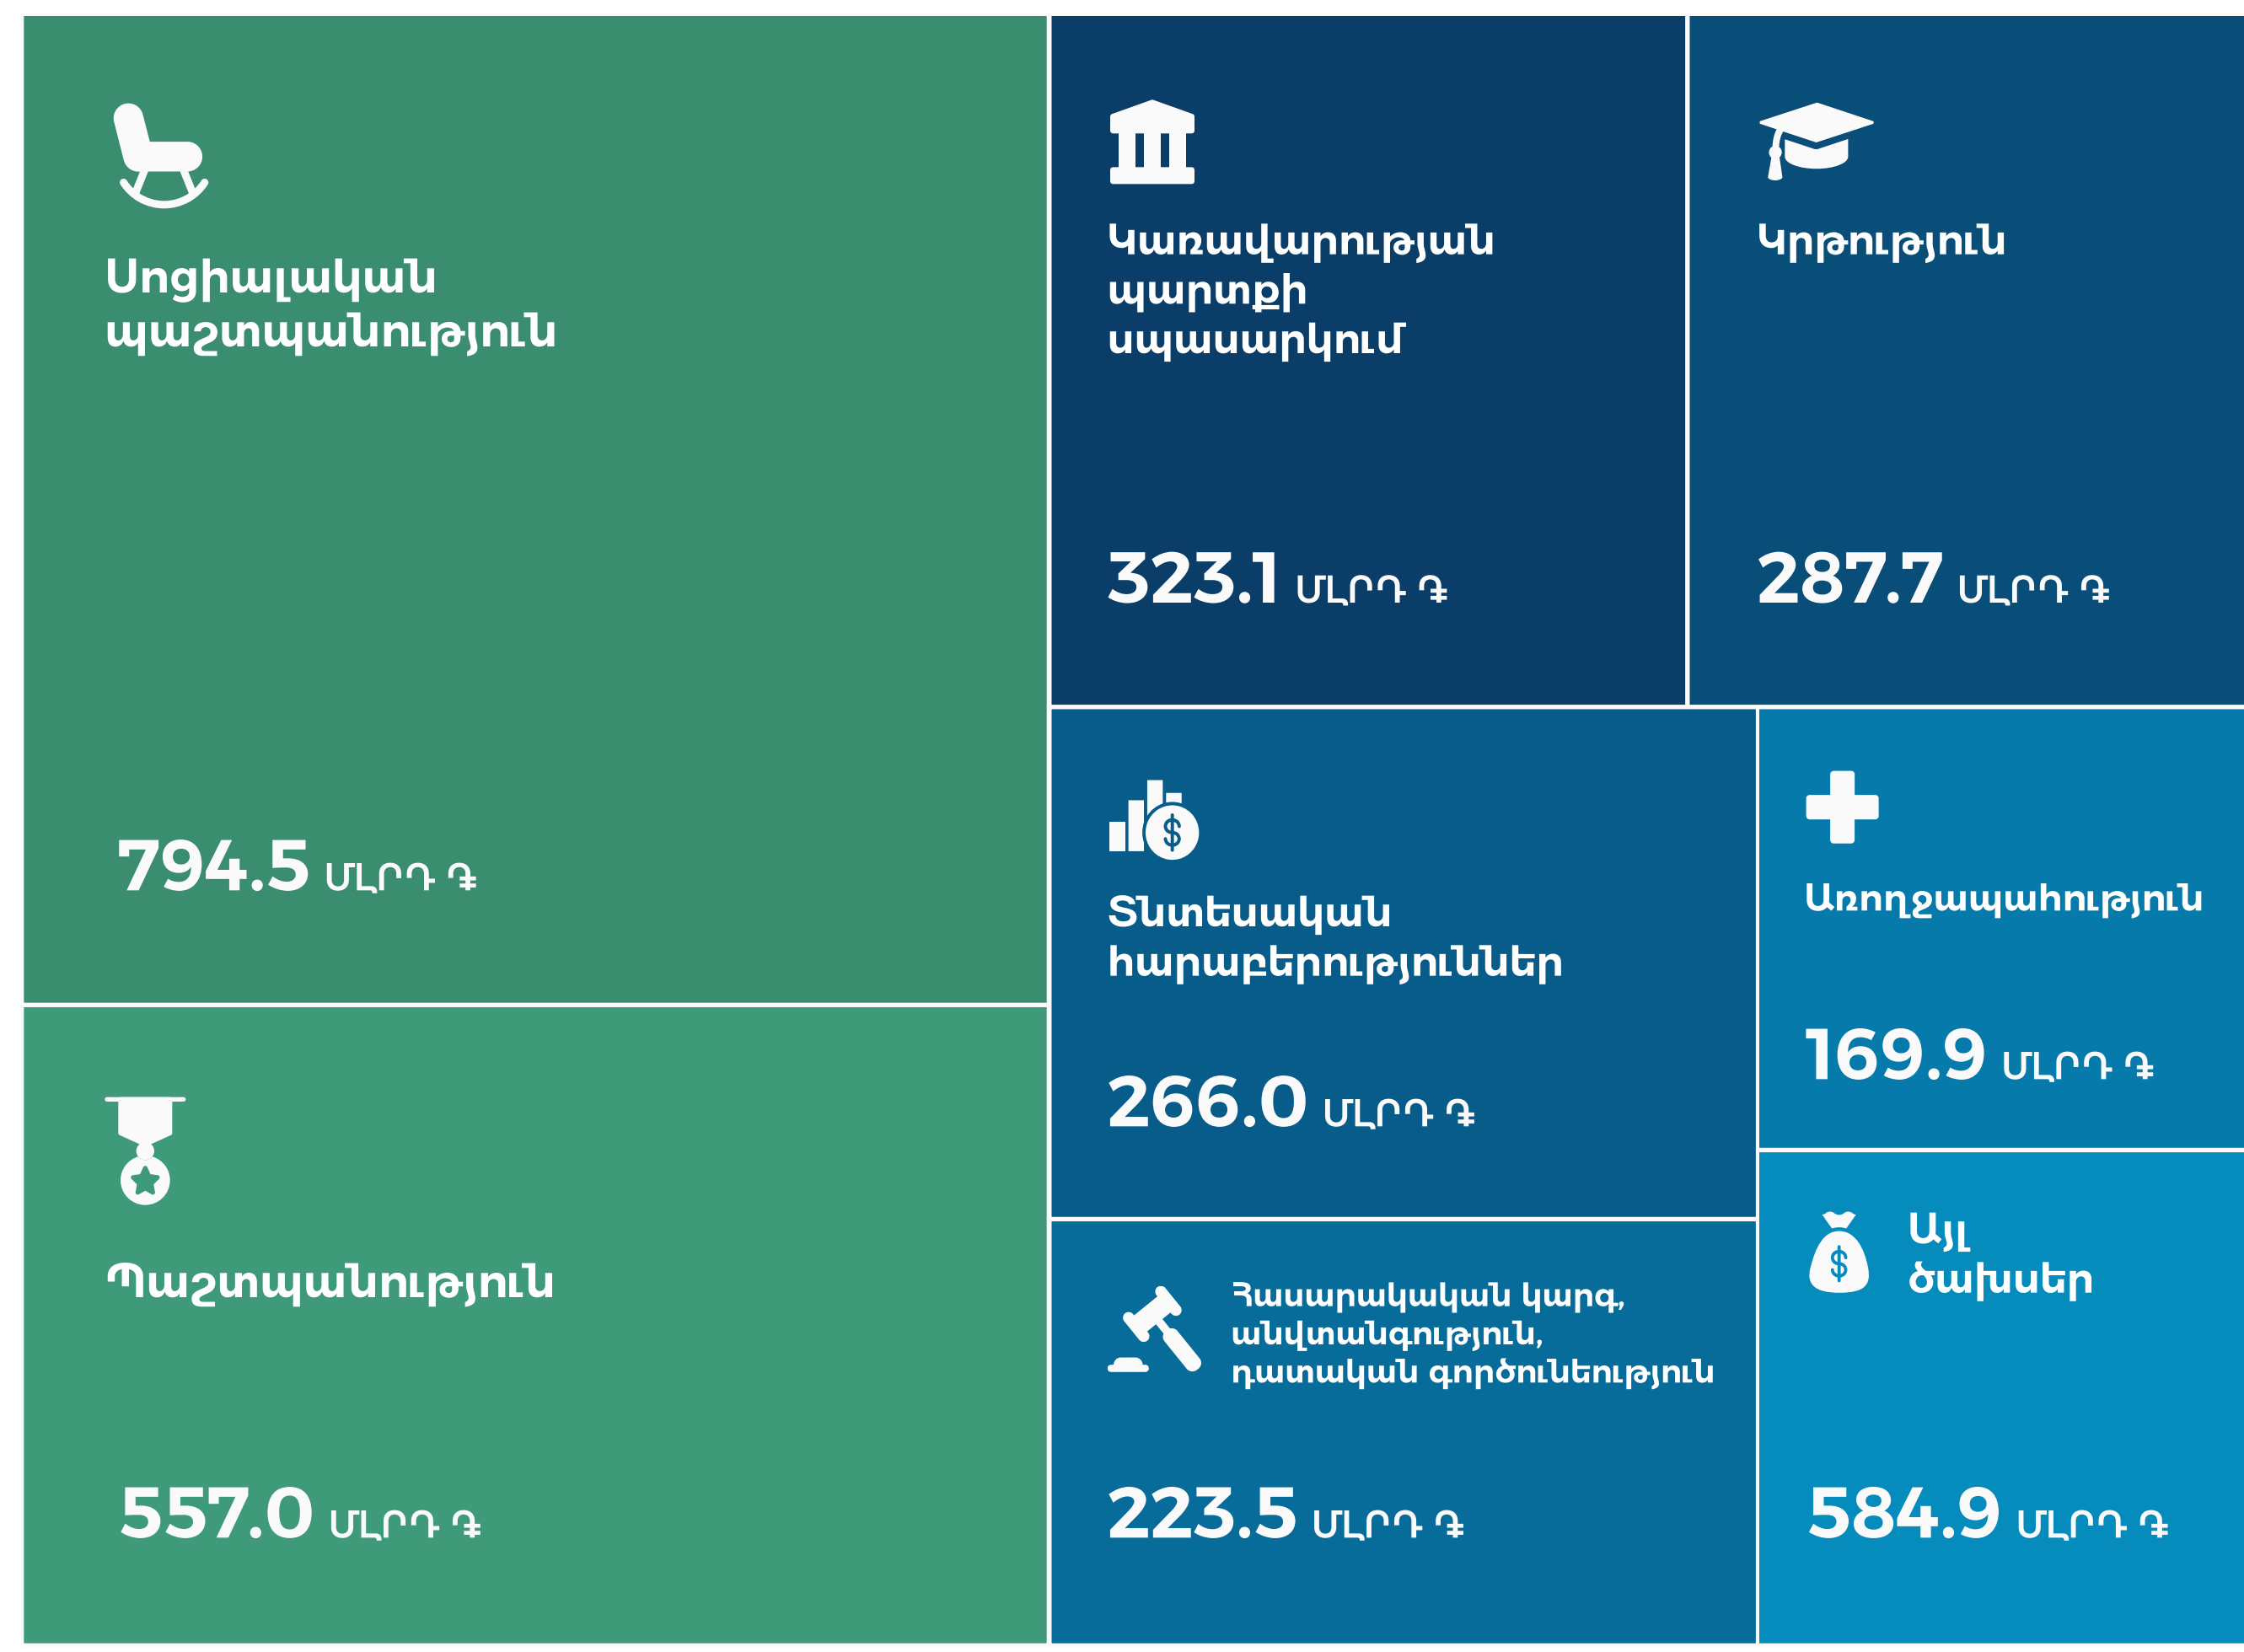 Սոցիալական
պաշտպանություն
794.5 ՄԼՐԴ ֏
Պաշտպանություն
557.0 ՄԼՐԴ ֏
Կառավարության
պարտքի
սպասարկում
323.1 ՄԼՐԴ ֏
Կրթություն
287.7 ՄԼՐԴ ֏
Տնտեսական
հարաբերություններ
266.0 ՄԼՐԴ ֏
Առողջապահություն
169.9 ՄԼՐԴ ֏
Հասարակական կարգ,
անվտանգություն,
դատական գործունեություն
223.5 ՄԼՐԴ ֏
Այլ
ծախսեր
584.9 ՄԼՐԴ ֏